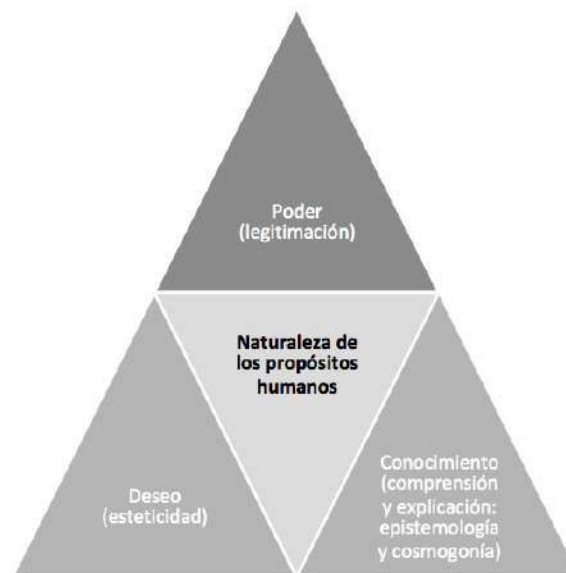 Poder
(legitimación)
Naturaleza de
los propósitos
humanos
Deseo
(esteticidad)
Conocimiento
(comprensión
y explicación:
epistemología
y cosmogonía)